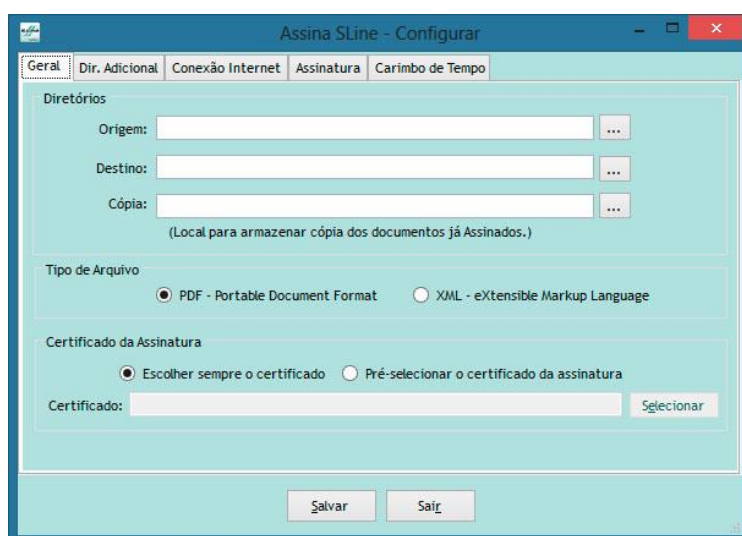 Assina SLine - Configurar
Geral Dir. Adicional Conexão Internet Assinatura Carimbo de Tempo
Diretórios
Origem: ...
Destino: ...
Cópia: ...
(Local para armazenar cópia dos documentos já Assinados.)
Tipo de Arquivo
PDF - Portable Document Format XML - eXtensible Markup Language
Certificado da Assinatura
Escolher sempre o certificado Pré-selecionar o certificado da assinatura
Certificado: Selecionar
Salvar Sair